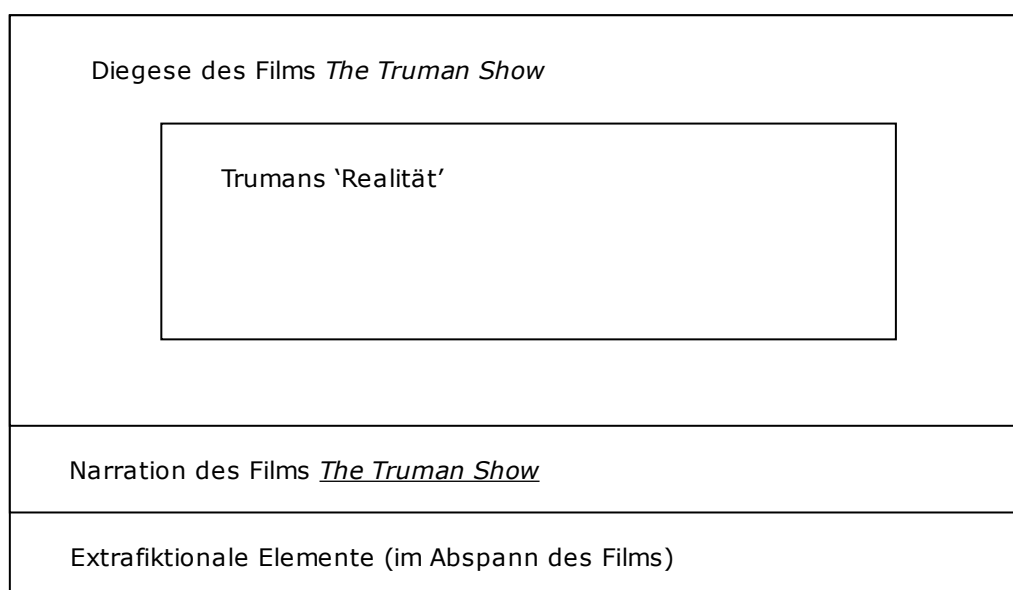 Diegese des Films The Truman Show
Trumans ‘Realität’
Narration des Films The Truman Show
Extrafiktionale Elemente (im Abspann des Films)